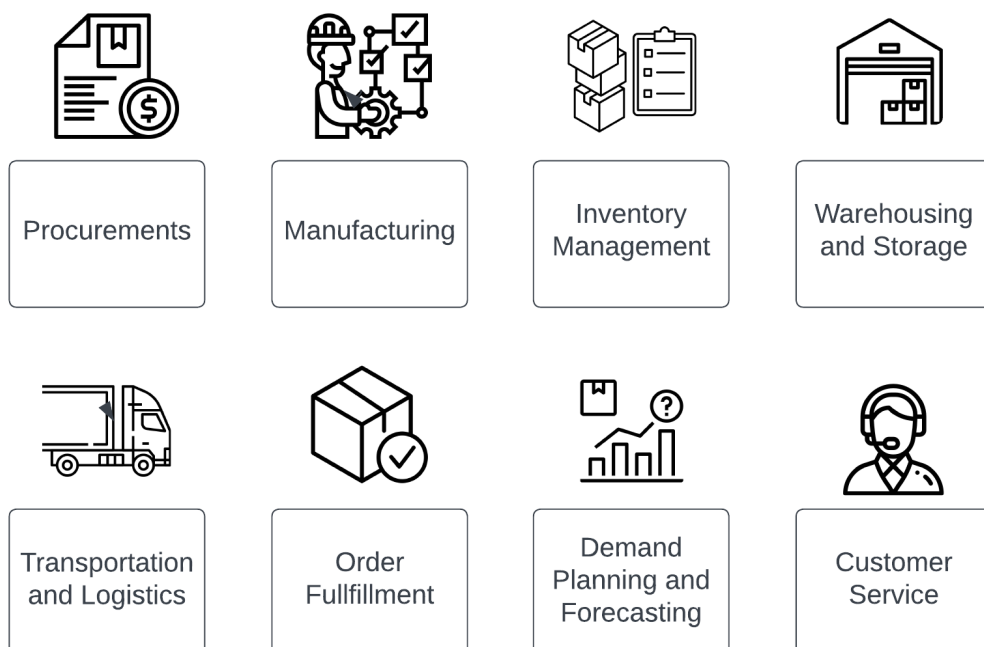 $
Procurements
Manufacturing
Inventory
Management
Warehousing
and Storage
?
Transportation
and Logistics
Order
Fullfillment
Demand
Planning and
Forecasting
Customer
Service